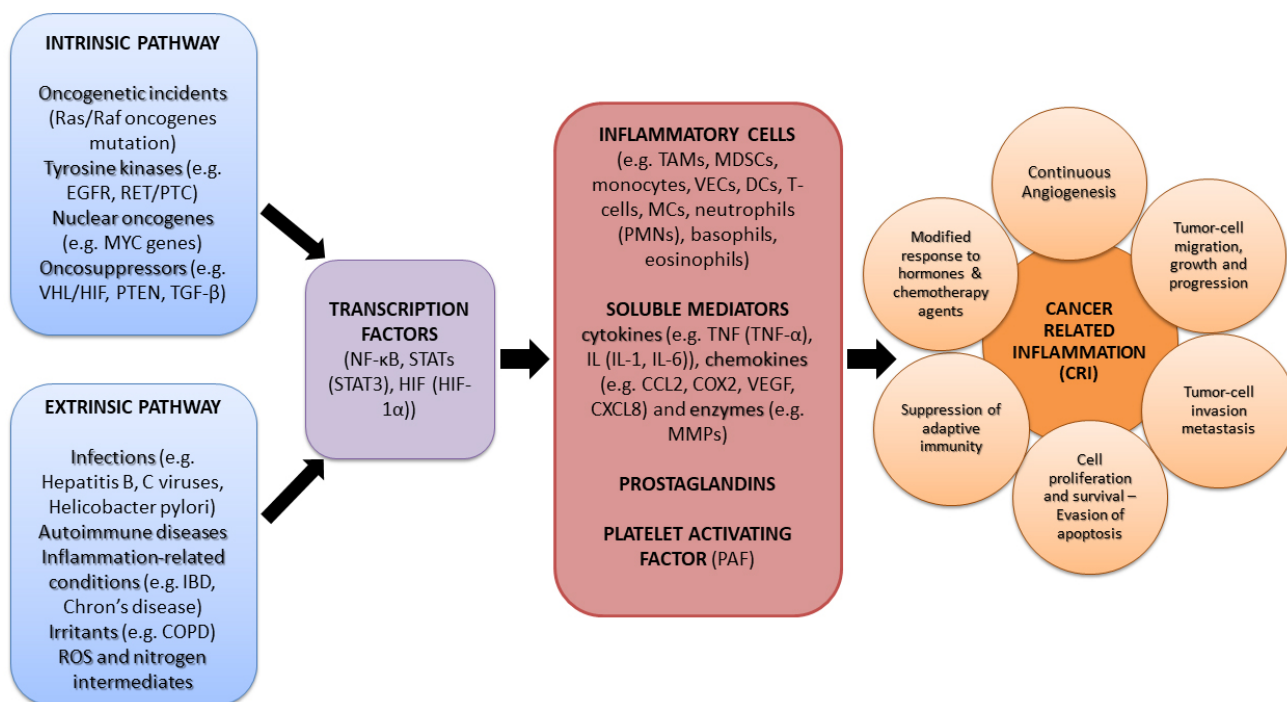 INTRINSIC PATHWAY
Oncogenetic incidents
(Ras/Raf oncogenes
mutation)
Tyrosine kinases (e.g.
EGFR, RET/PTC)
Nuclear oncogenes
(e.g. MYC genes)
Oncosuppressors (e.g.
VHL/HIF, PTEN, TGF-β)
EXTRINSIC PATHWAY
Infections (e.g.
Hepatitis B, C viruses,
Helicobacter pylori)
Autoimmune diseases
Inflammation-related
conditions (e.g. IBD,
Chron’s disease)
Irritants (e.g. COPD)
ROS and nitrogen
intermediates
TRANSCRIPTION
FACTORS
(NF-κB, STATs
(STAT3), HIF (HIF-
1α))
INFLAMMATORY CELLS
(e.g. TAMs, MDSCs,
monocytes, VECs, DCs, T-
cells, MCs, neutrophils
(PMNs), basophils,
eosinophils)
SOLUBLE MEDIATORS
cytokines (e.g. TNF (TNF-α),
IL (IL-1, IL-6)), chemokines
(e.g. CCL2, COX2, VEGF,
CXCL8) and enzymes (e.g.
MMPs)
PROSTAGLANDINS
PLATELET ACTIVATING
FACTOR (PAF)
Continuous
Angiogenesis
Tumor-cell
migration,
growth and
progression
Tumor-cell
invasion
metastasis
Cell
proliferation
and survival –
Evasion of
apoptosis
Suppression of
adaptive
immunity
Modified
response to
hormones &
chemotherapy
agents
CANCER
RELATED
INFLAMMATION
(CRI)